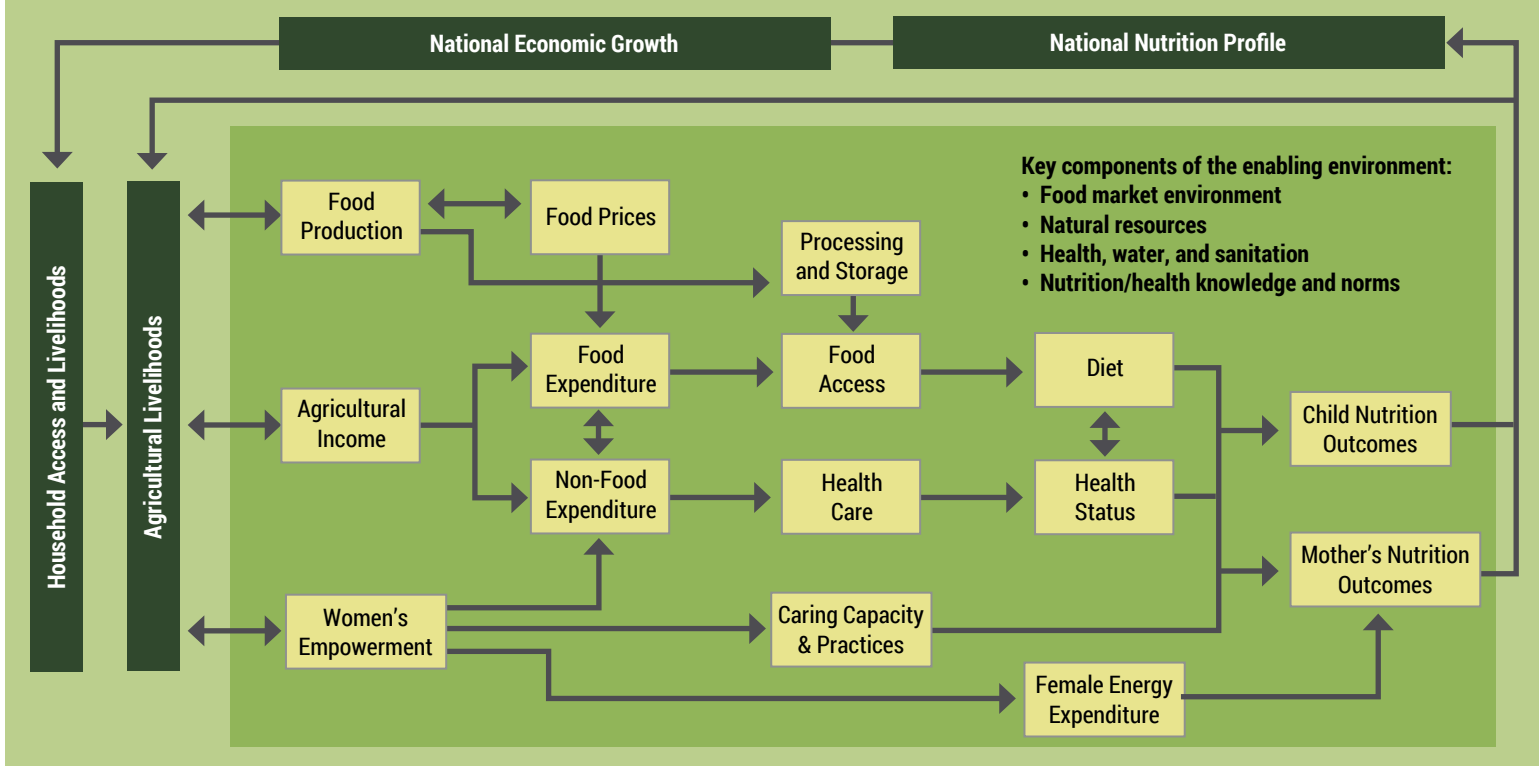 National Economic Growth
National Nutrition Profile
Household Access and Livelihoods
Agricultural Livelihoods
Key components of the enabling environment:
• Food market environment
• Natural resources
• Health, water, and sanitation
• Nutrition/health knowledge and norms
Food
Production
Food Prices
Processing
and Storage
Food
Expenditure
Food
Access
Diet
Agricultural
Income
Child Nutrition
Outcomes
Non-Food
Expenditure
Health
Care
Health
Status
Mother’s Nutrition
Outcomes
Women’s
Empowerment
Caring Capacity
& Practices
Female Energy
Expenditure